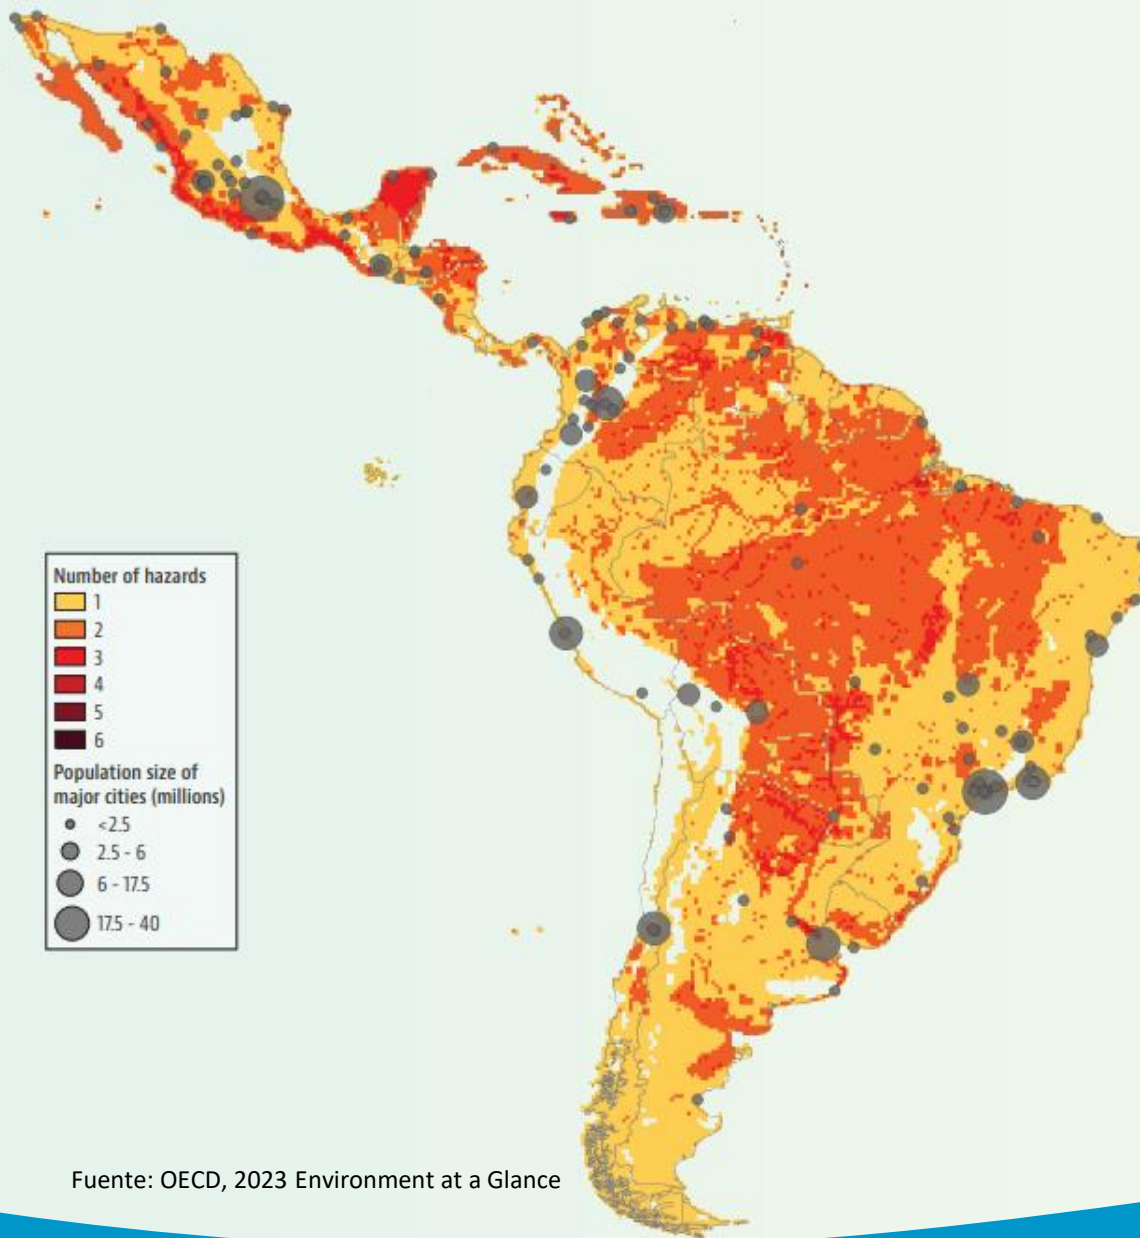 Number of hazards
1
2
3
4
5
6
Population size of
major cities (millions)
<2.5
2.5 - 6
6 - 17.5
17.5 - 40
Fuente: OECD, 2023 Environment at a Glance